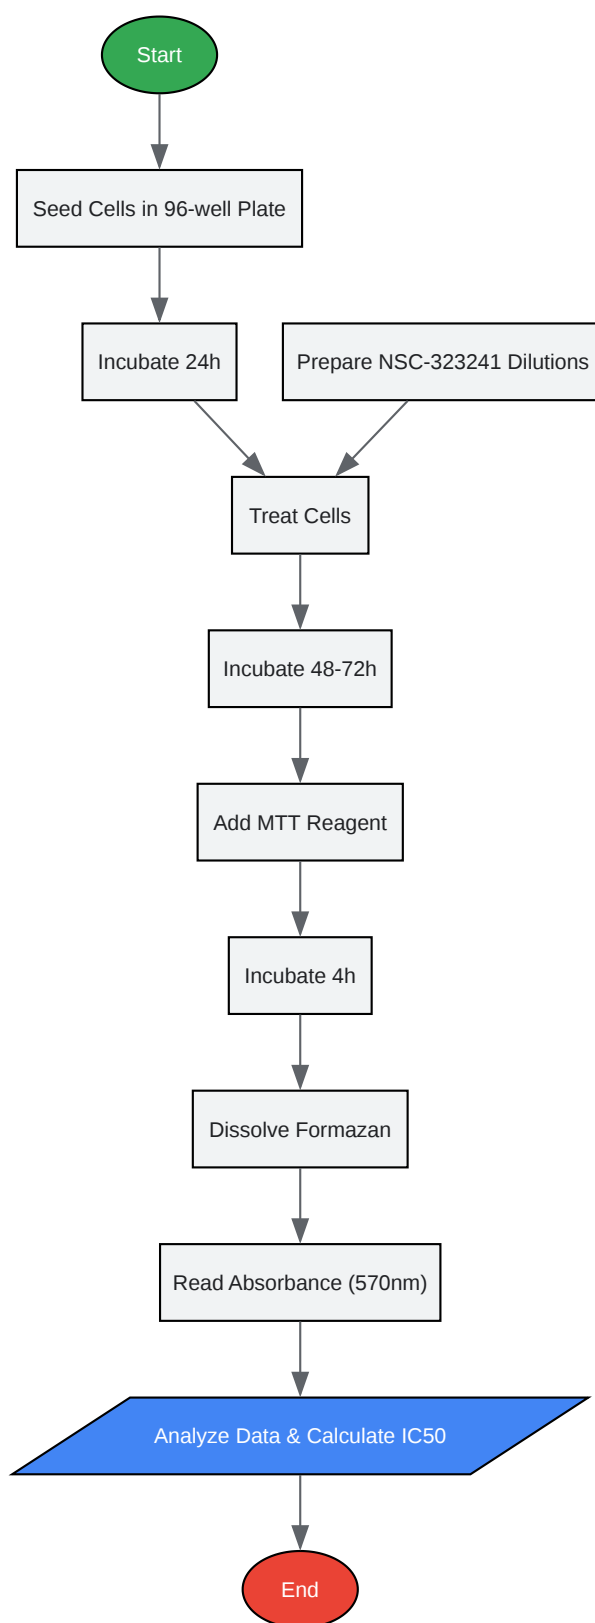 Start
Seed Cells in 96-well Plate
Incubate 24h
Prepare NSC-323241 Dilutions
Treat Cells
Incubate 48-72h
Add MTT Reagent
Incubate 4h
Dissolve Formazan
Read Absorbance (570nm)
Analyze Data & Calculate IC50
End